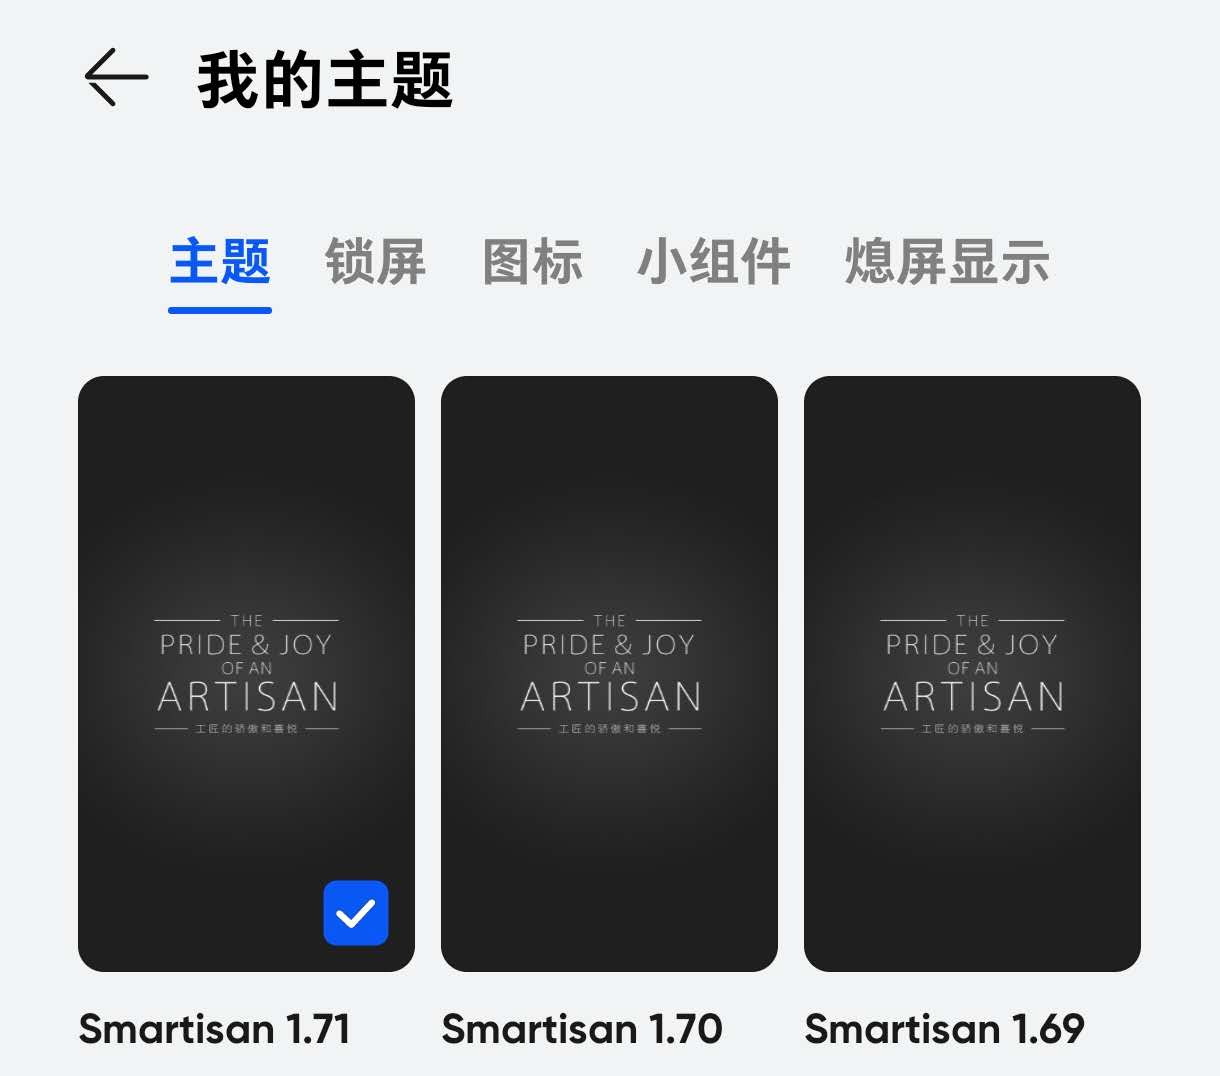 我的主题
主题 锁屏 图标 小组件 熄屏显示
THE
PRIDE & JOY
OF AN
ARTISAN
工匠的骄傲和喜悦
THE
PRIDE & JOY
OF AN
ARTISAN
工匠的骄傲和喜悦
THE
PRIDE & JOY
OF AN
ARTISAN
工匠的骄傲和喜悦
Smartisan 1.71
Smartisan 1.70
Smartisan 1.69